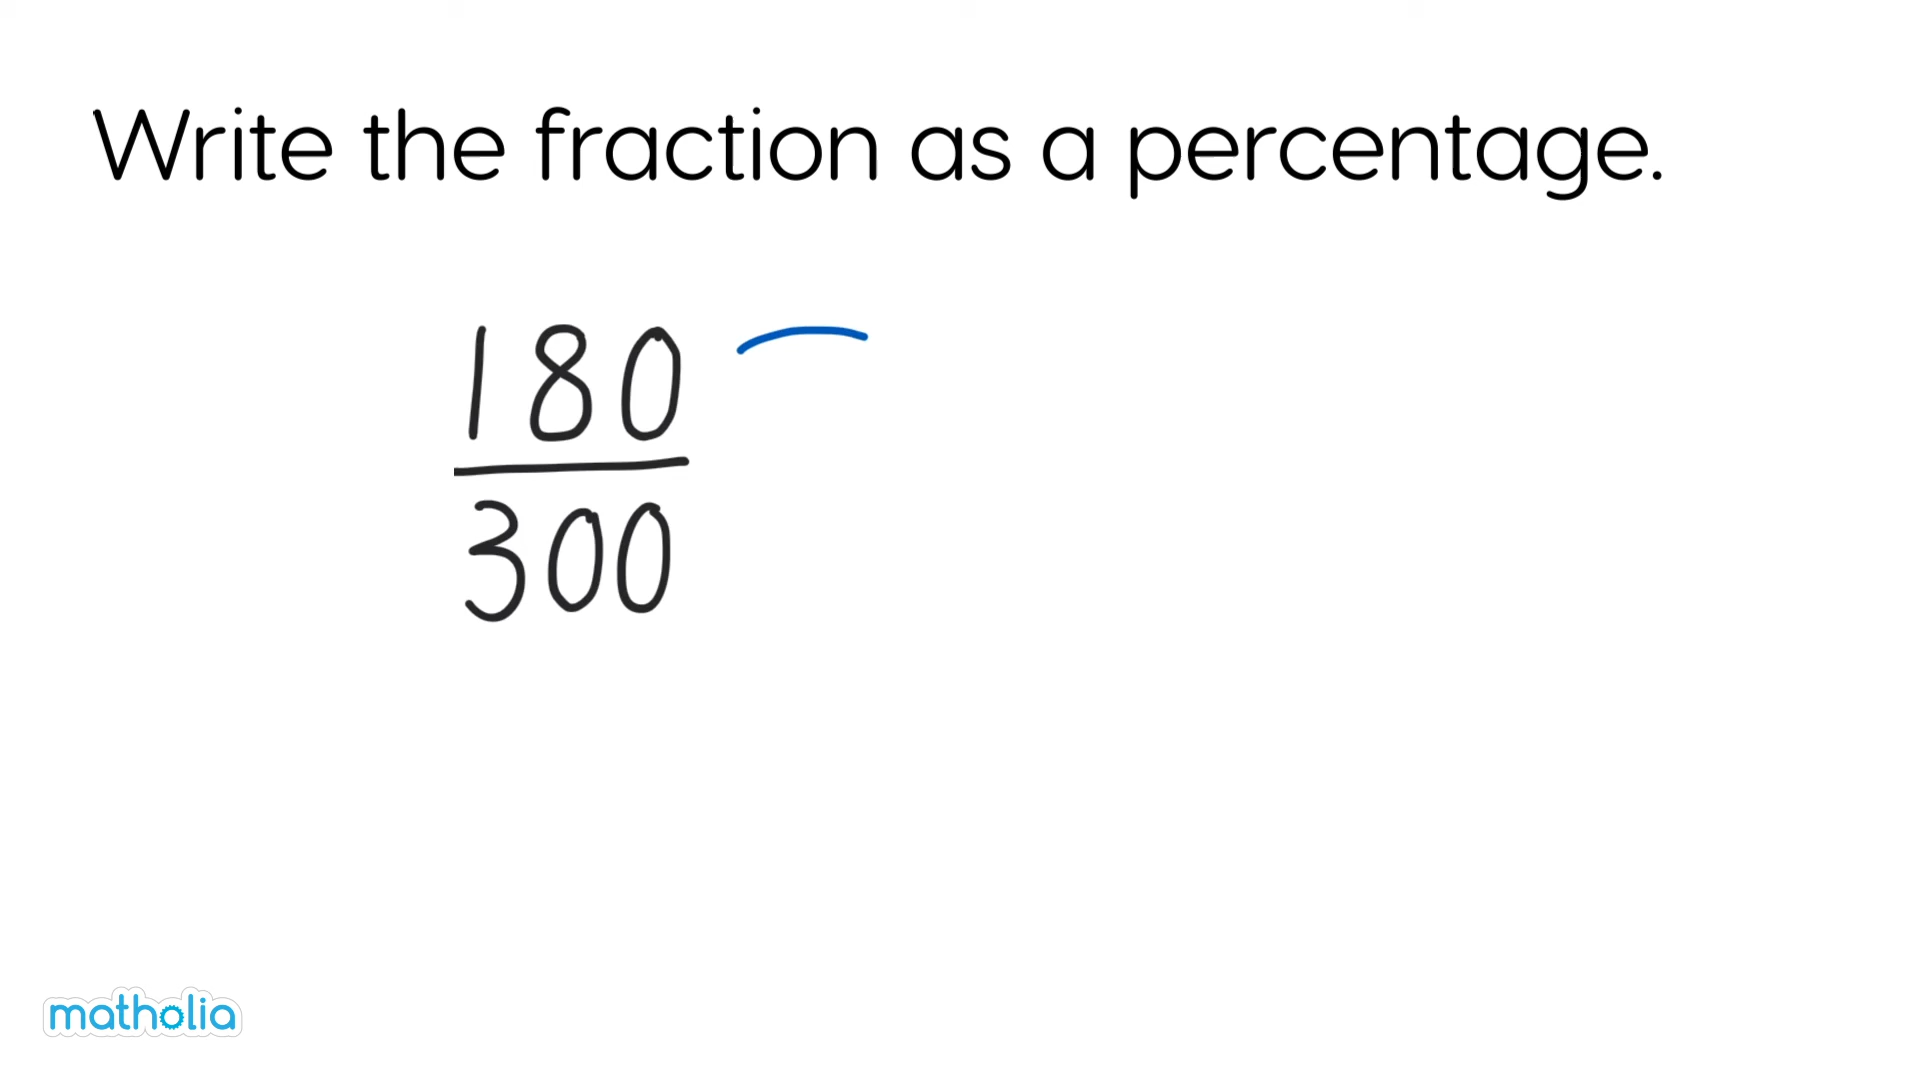 Write the fraction as a percentage.
180
300
matholia